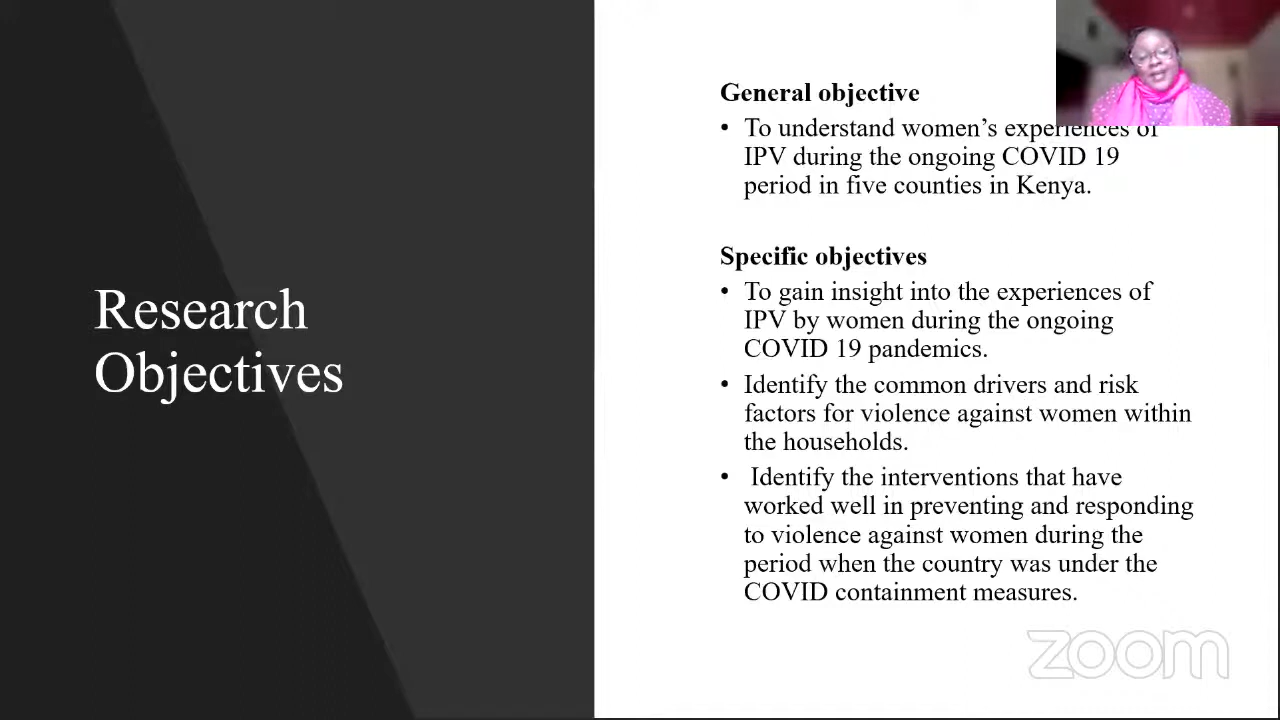 Research
Objectives
General objective
• To understand women’s experiences of
IPV during the ongoing COVID 19
period in five counties in Kenya.
Specific objectives
• To gain insight into the experiences of
IPV by women during the ongoing
COVID 19 pandemics.
• Identify the common drivers and risk
factors for violence against women within
the households.
• Identify the interventions that have
worked well in preventing and responding
to violence against women during the
period when the country was under the
COVID containment measures.
zoom